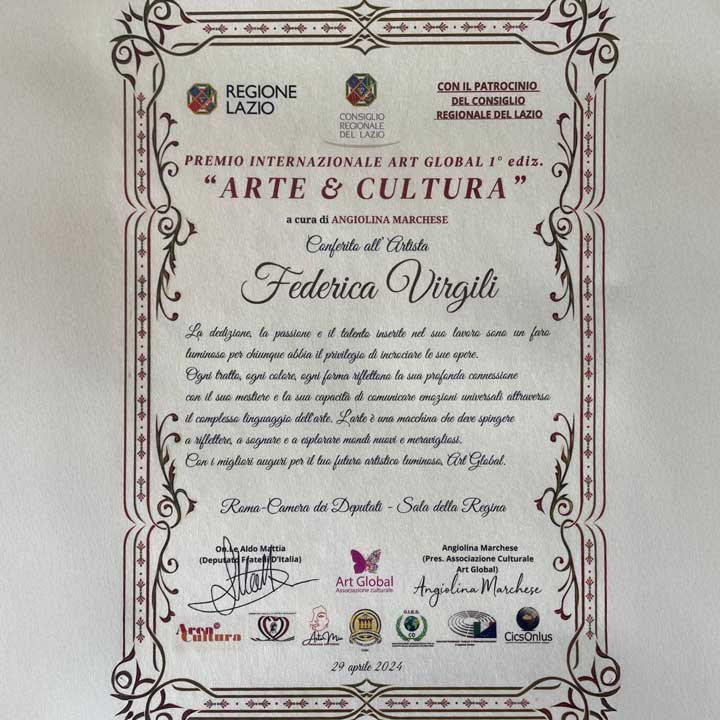 REGIONE
LAZIO
CONSIGLIO
REGIONALE
DEL LAZIO
CON IL PATROCINIO
DEL CONSIGLIO
REGIONALE DEL LAZIO
PREMIO INTERNAZIONALE ART GLOBAL 1° ediz.
“ARTE & CULTURA”
a cura di ANGIOLINA MARCHESE
Conferito all'Artista
Federica Virgili
La dedizione, la passione e il talento inserite nel suo lavoro sono un faro
luminoso per chiunque abbia il privilegio di incrociare le sue opere.
Ogni tratto, ogni colore, ogni forma riflettono la sua profonda connessione
con il suo mestiere e la sua capacità di comunicare emozioni universali attraverso
il complesso linguaggio dell'arte. L'arte è una macchina che deve spingere
a riflettere, a sognare e a esplorare mondi nuovi e meravigliosi.
Con i migliori auguri per il tuo futuro artistico luminoso, Art Global.
Roma-Camera dei Deputati - Sala della Regina
On.Le Aldo Mattia
(Deputato Fratelli D'Italia)
Art Global
Associazione culturale
Angiolina Marchese
(Pres. Associazione Culturale
Art Global)
Angiolina Marchese
Cultura
CicsOnlus
29 aprile 2024